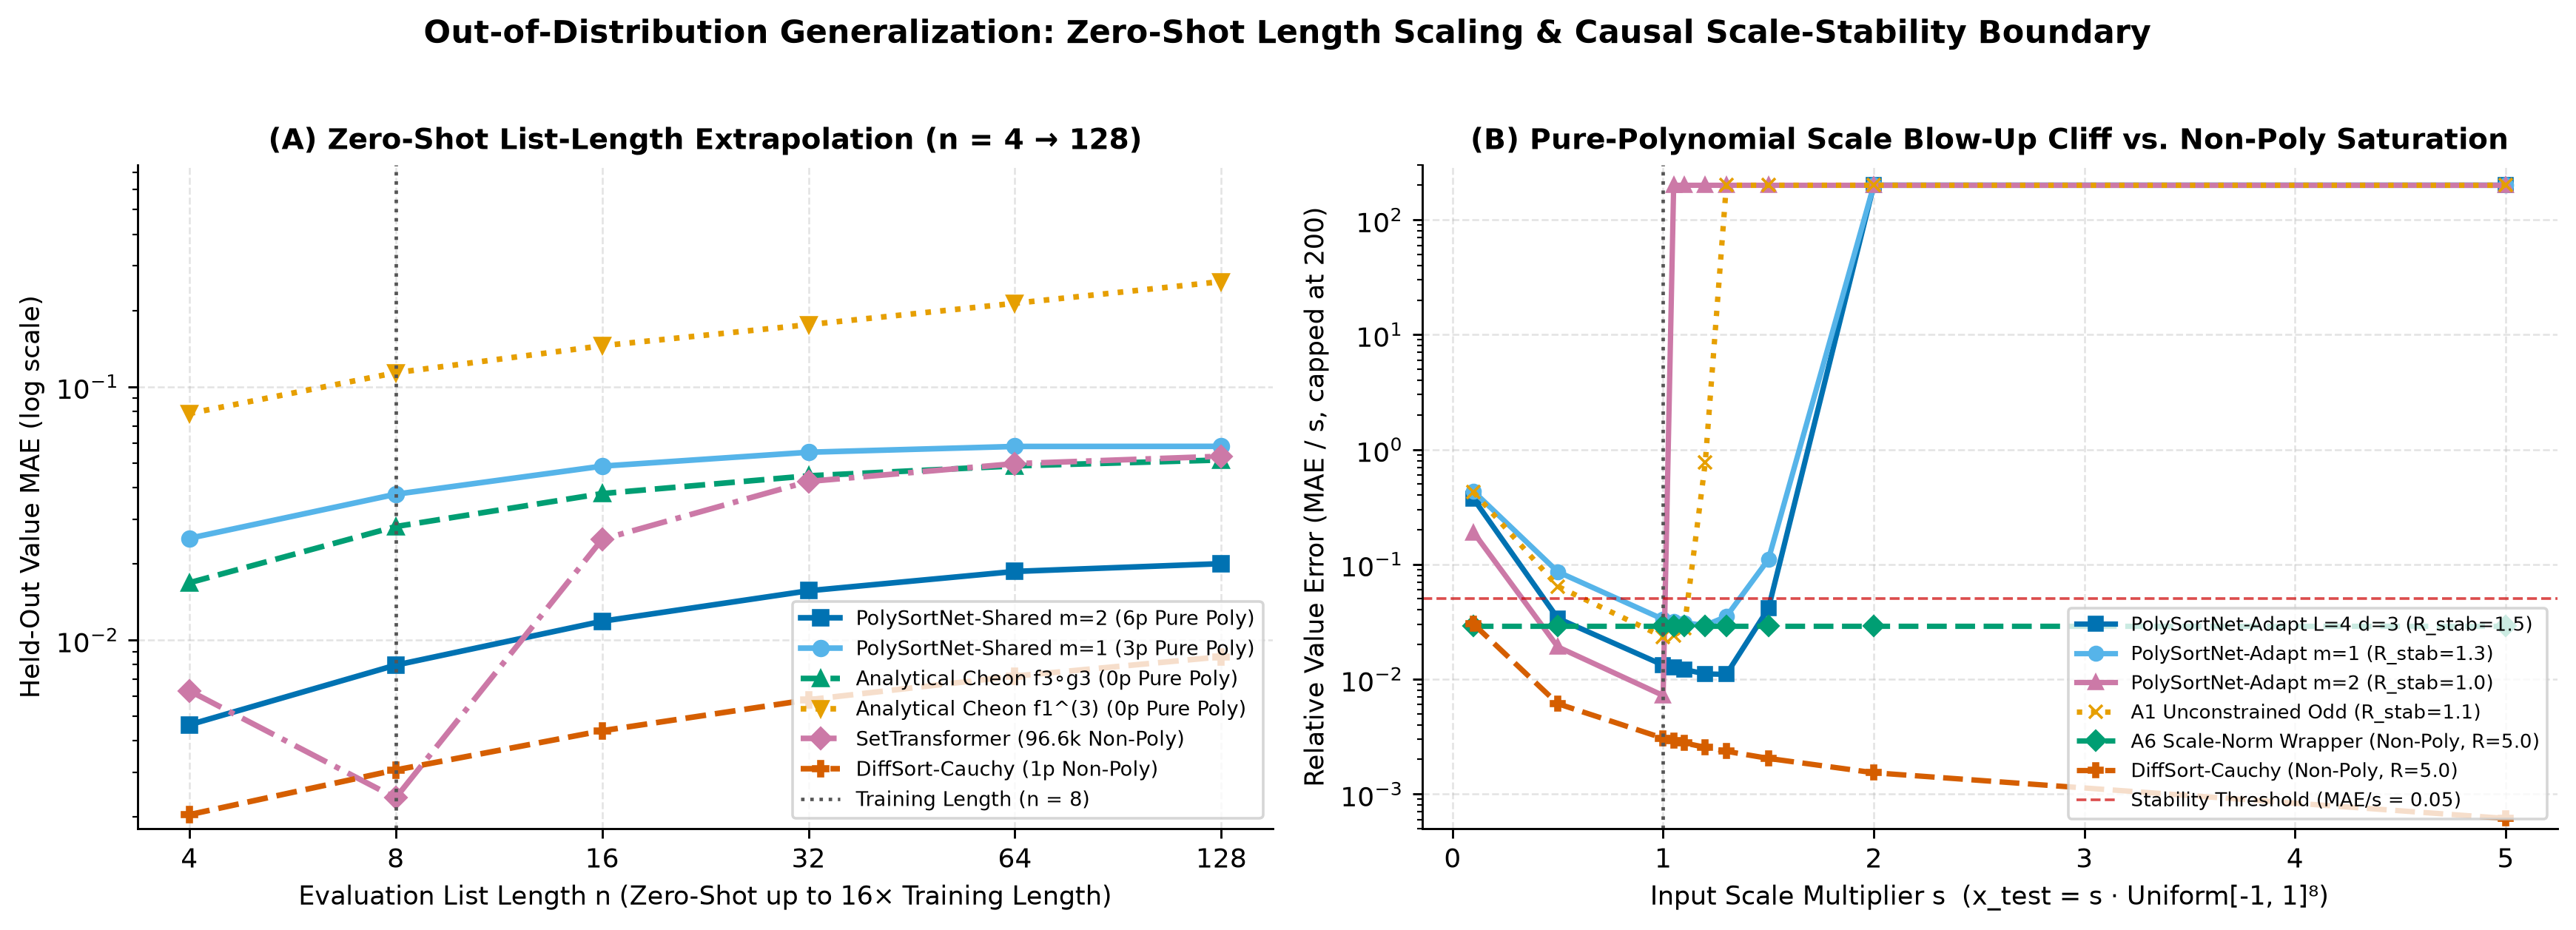 Out-of-Distribution Generalization: Zero-Shot Length Scaling & Causal Scale-Stability Boundary
(A) Zero-Shot List-Length Extrapolation (n = 4 → 128)
Held-Out Value MAE (log scale)
10⁻¹
10⁻²
4 8 16 32 64 128
Evaluation List Length n (Zero-Shot up to 16× Training Length)
PolySortNet-Shared m=2 (6p Pure Poly)
PolySortNet-Shared m=1 (3p Pure Poly)
Analytical Cheon f3∘g3 (0p Pure Poly)
Analytical Cheon f1^(3) (0p Pure Poly)
SetTransformer (96.6k Non-Poly)
DiffSort-Cauchy (1p Non-Poly)
Training Length (n = 8)
(B) Pure-Polynomial Scale Blow-Up Cliff vs. Non-Poly Saturation
Relative Value Error (MAE / s, capped at 200)
10²
10¹
10⁰
10⁻¹
10⁻²
10⁻³
0 1 2 3 4 5
Input Scale Multiplier s (x_test = s · Uniform[-1, 1]⁸)
PolySortNet-Adapt L=4 d=3 (R_stab=1.5)
PolySortNet-Adapt m=1 (R_stab=1.3)
PolySortNet-Adapt m=2 (R_stab=1.0)
A1 Unconstrained Odd (R_stab=1.1)
A6 Scale-Norm Wrapper (Non-Poly, R=5.0)
DiffSort-Cauchy (Non-Poly, R=5.0)
Stability Threshold (MAE/s = 0.05)